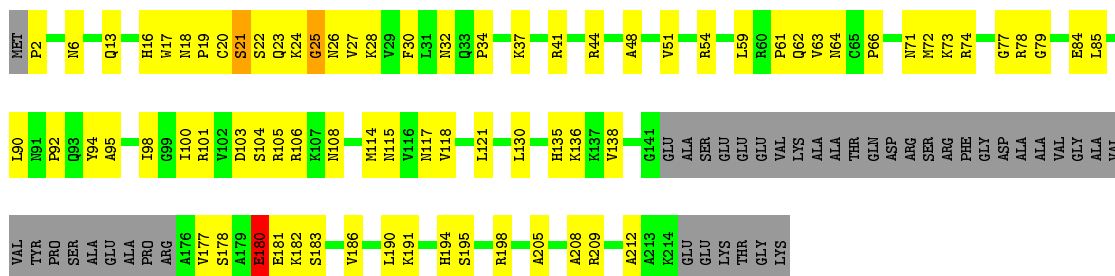 MET P2 N6 Q13 H16 W17 N18 P19 C20 S21 S22 Q23 K24 G25 N26 V27 K28 V29 F30 L31 N32 Q33 P34 K37 R41 R44 A48 V51 R54 L59 R60 P61 Q62 V63 N64 C65 P66 N71 M72 K73 R74 G77 R78 G79 E84 L85
L90 N91 P92 Q93 Y94 A95 I98 G99 I100 R101 V102 D103 S104 R105 R106 K107 N108 M114 N115 V116 N117 V118 L121 L130 H135 K136 K137 V138 G141 GLU ALA SER GLU GLU GLU VAL LYS ALA ALA THR GLN ASP ARG SER ARG PHE GLY ASP ALA ALA VAL GLY ALA VAL
VAL TYR PRO SER ALA GLU ALA PRO ARG A176 V177 S178 A179 E180 E181 K182 S183 V186 L190 K191 H194 S195 R198 A205 A208 R209 A212 A213 K214 GLU GLU LYS THR GLY LYS